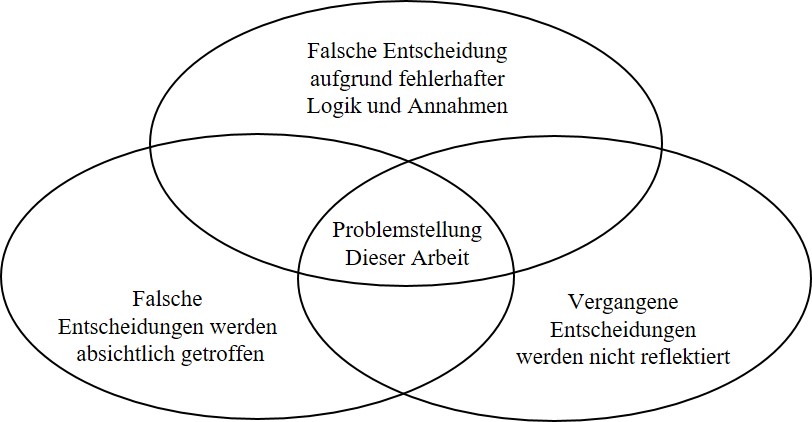 Falsche Entscheidung
aufgrund fehlerhafter
Logik und Annahmen
Problemstellung
Dieser Arbeit
Falsche
Entscheidungen werden
absichtlich getroffen
Vergangene
Entscheidungen
werden nicht reflektiert